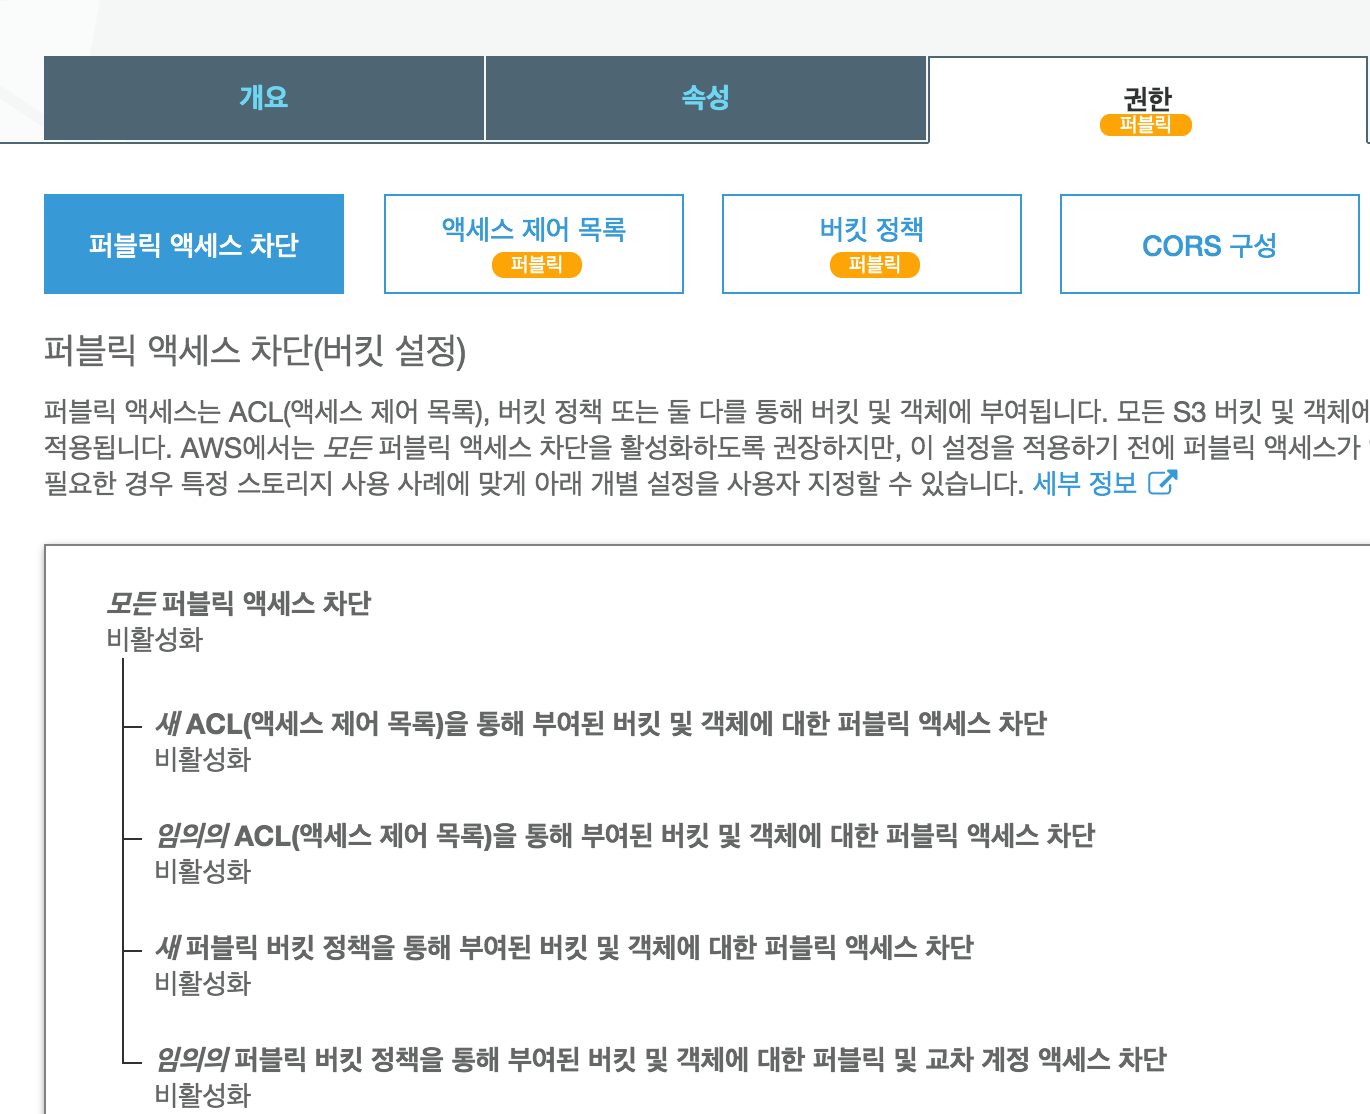 개요
속성
권한
퍼블릭
퍼블릭 액세스 차단
액세스 제어 목록
퍼블릭
버킷 정책
퍼블릭
CORS 구성
퍼블릭 액세스 차단(버킷 설정)
퍼블릭 액세스는 ACL(액세스 제어 목록), 버킷 정책 또는 둘 다를 통해 버킷 및 객체에 부여됩니다. 모든 S3 버킷 및 객체에
적용됩니다. AWS에서는 모든 퍼블릭 액세스 차단을 활성화하도록 권장하지만, 이 설정을 적용하기 전에 퍼블릭 액세스가
필요한 경우 특정 스토리지 사용 사례에 맞게 아래 개별 설정을 사용자 지정할 수 있습니다. 세부 정보
모든 퍼블릭 액세스 차단
비활성화
새 ACL(액세스 제어 목록)을 통해 부여된 버킷 및 객체에 대한 퍼블릭 액세스 차단
비활성화
임의의 ACL(액세스 제어 목록)을 통해 부여된 버킷 및 객체에 대한 퍼블릭 액세스 차단
비활성화
새 퍼블릭 버킷 정책을 통해 부여된 버킷 및 객체에 대한 퍼블릭 액세스 차단
비활성화
임의의 퍼블릭 버킷 정책을 통해 부여된 버킷 및 객체에 대한 퍼블릭 및 교차 계정 액세스 차단
비활성화